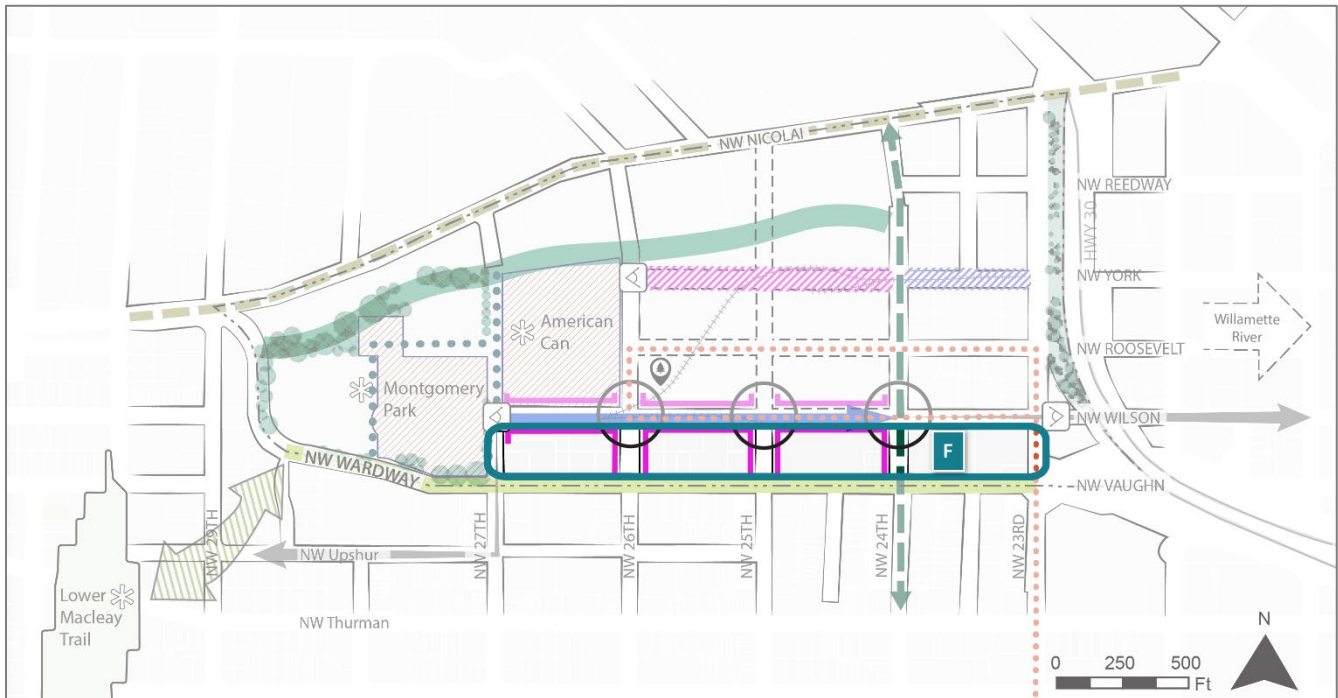 NW NICOLAI
NW REEDWAY
HWY 30
NW YORK
Willamette
River
American
Can
NW ROOSEVELT
Montgomery
Park
NW WILSON
F
NW WARDWAY
NW VAUGHN
NW 29TH
NW Upshur
NW 27TH
NW 26TH
NW 25TH
NW 24TH
NW 23RD
Lower
Macleay
Trail
NW Thurman
N
0 250 500
Ft